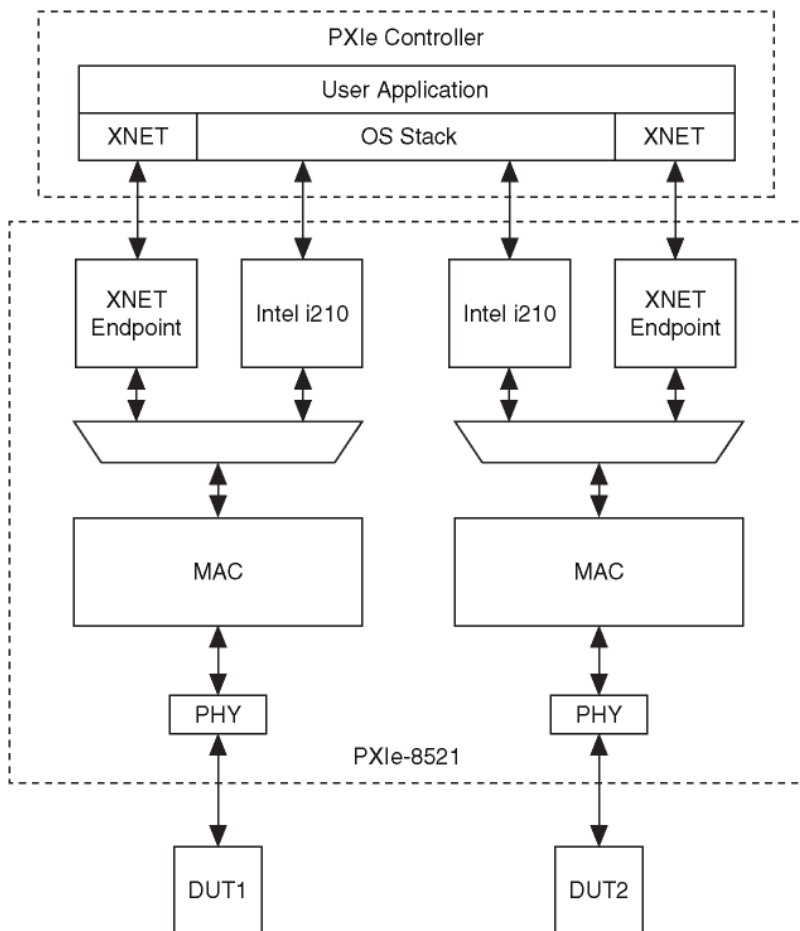 PXIe Controller
User Application
XNET
OS Stack
XNET
XNET
Endpoint
Intel i210
Intel i210
XNET
Endpoint
MAC
MAC
PHY
PHY
PXIe-8521
DUT1
DUT2